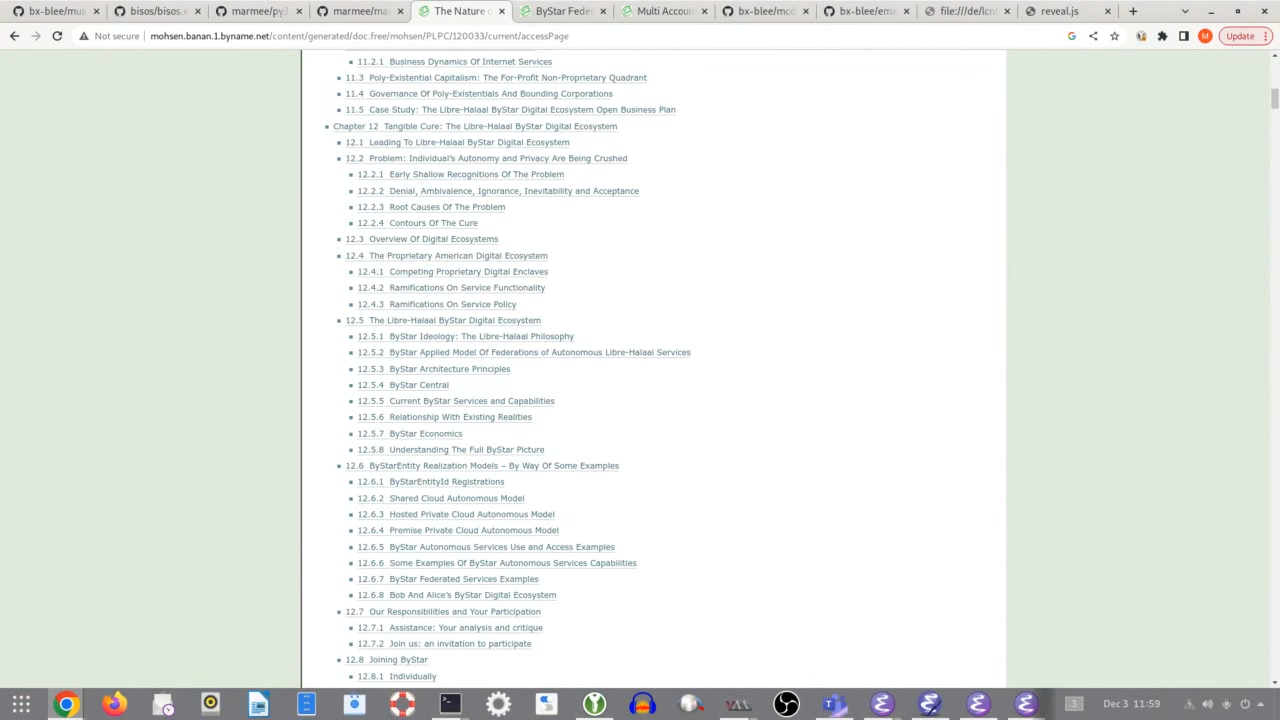 bx-blee/mus
bisos/bisos.
marmee/py3
marmee/mar
The Nature o
ByStar Feder
Multi Accou
bx-blee/mcd
bx-blee/ema
file:///de/lcn
reveal.js
Not secure
mohsen.banan.1.byname.net/content/generated/doc.free/mohsen/PLPC/120033/current/accessPage
M
Update
11.2.1 Business Dynamics Of Internet Services
11.3 Poly-Existential Capitalism: The For-Profit Non-Proprietary Quadrant
11.4 Governance Of Poly-Existentials And Bounding Corporations
11.5 Case Study: The Libre-Halaal ByStar Digital Ecosystem Open Business Plan
Chapter 12 Tangible Cure: The Libre-Halaal ByStar Digital Ecosystem
12.1 Leading To Libre-Halaal ByStar Digital Ecosystem
12.2 Problem: Individual's Autonomy and Privacy Are Being Crushed
12.2.1 Early Shallow Recognitions Of The Problem
12.2.2 Denial, Ambivalence, Ignorance, Inevitability and Acceptance
12.2.3 Root Causes Of The Problem
12.2.4 Contours Of The Cure
12.3 Overview Of Digital Ecosystems
12.4 The Proprietary American Digital Ecosystem
12.4.1 Competing Proprietary Digital Enclaves
12.4.2 Ramifications On Service Functionality
12.4.3 Ramifications On Service Policy
12.5 The Libre-Halaal ByStar Digital Ecosystem
12.5.1 ByStar Ideology: The Libre-Halaal Philosophy
12.5.2 ByStar Applied Model Of Federations of Autonomous Libre-Halaal Services
12.5.3 ByStar Architecture Principles
12.5.4 ByStar Central
12.5.5 Current ByStar Services and Capabilities
12.5.6 Relationship With Existing Realities
12.5.7 ByStar Economics
12.5.8 Understanding The Full ByStar Picture
12.6 ByStarEntity Realization Models – By Way Of Some Examples
12.6.1 ByStarEntityId Registrations
12.6.2 Shared Cloud Autonomous Model
12.6.3 Hosted Private Cloud Autonomous Model
12.6.4 Premise Private Cloud Autonomous Model
12.6.5 ByStar Autonomous Services Use and Access Examples
12.6.6 Some Examples Of ByStar Autonomous Services Capabilities
12.6.7 ByStar Federated Services Examples
12.6.8 Bob And Alice's ByStar Digital Ecosystem
12.7 Our Responsibilities and Your Participation
12.7.1 Assistance: Your analysis and critique
12.7.2 Join us: an invitation to participate
12.8 Joining ByStar
12.8.1 Individually
3
Dec 3 11:59